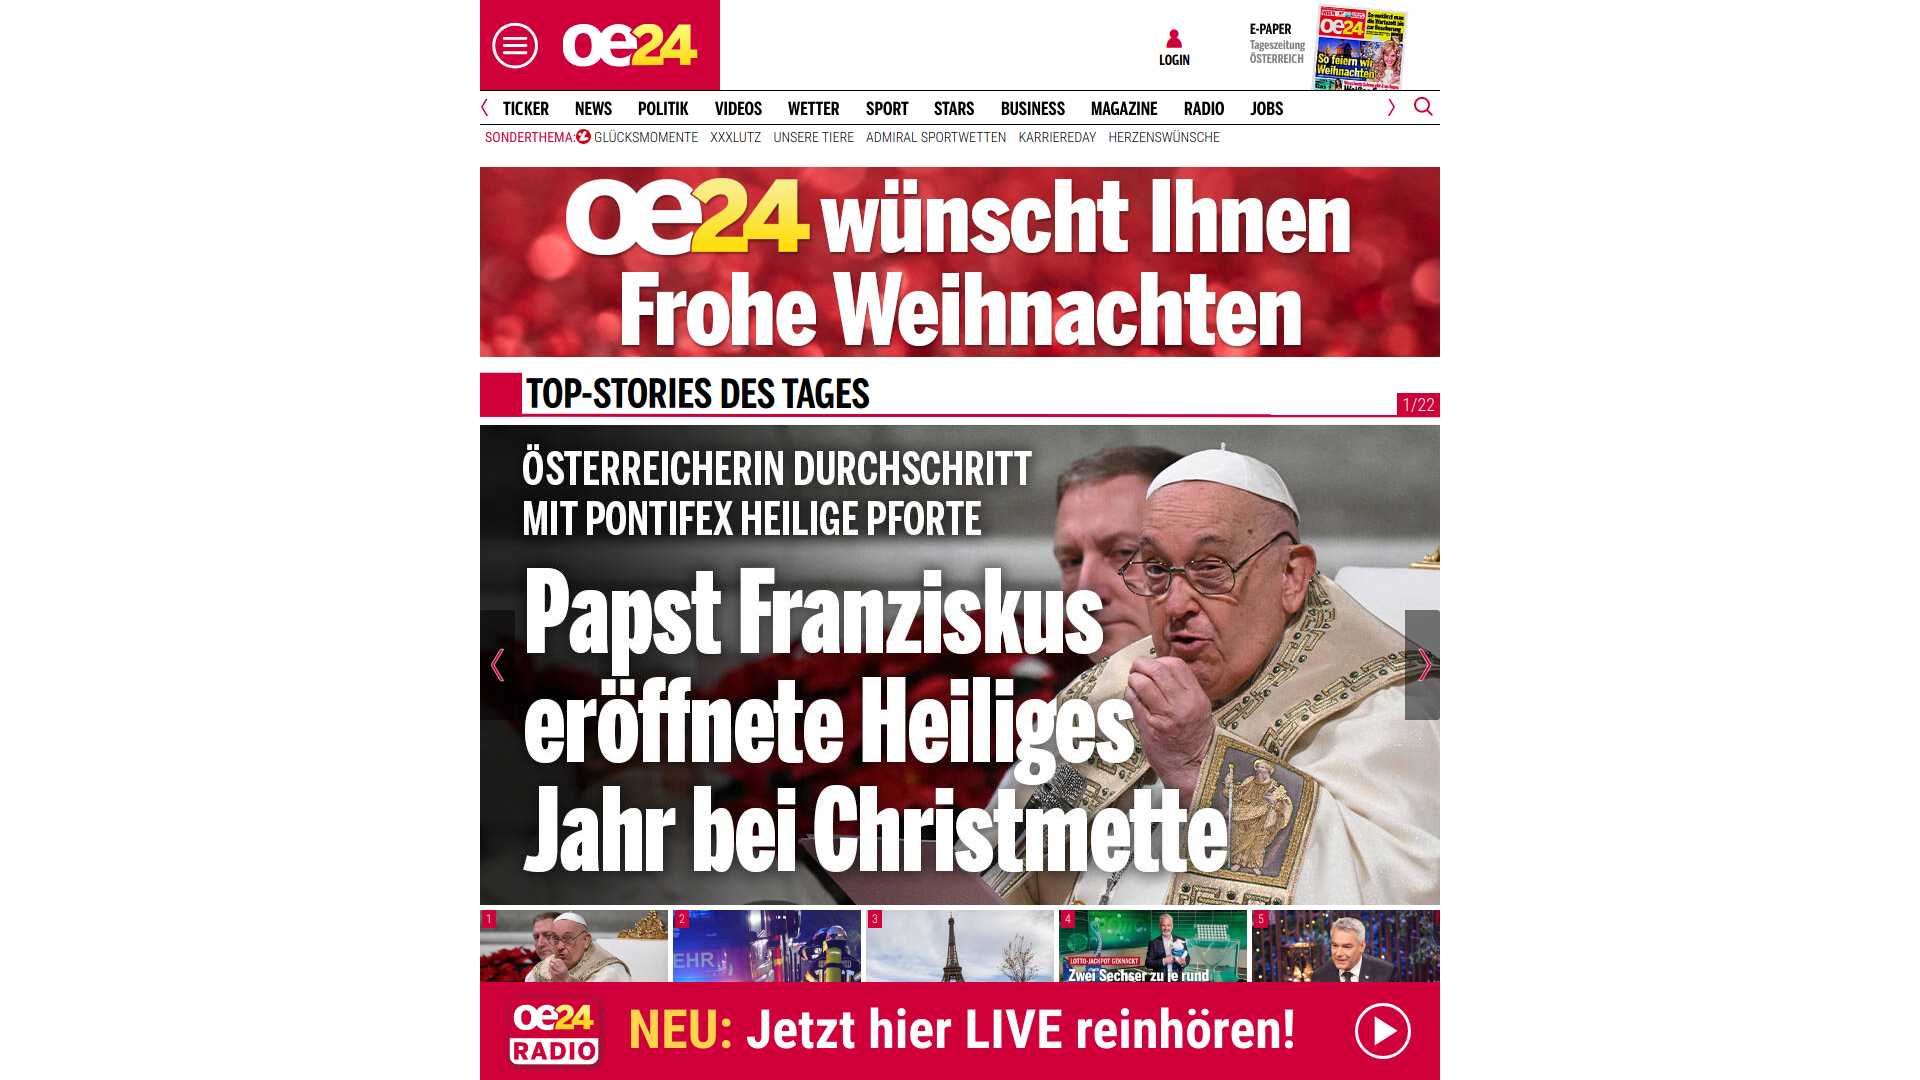 oe24
LOGIN
E-PAPER
Tageszeitung
ÖSTERREICH
oe24
So feiern wir
Weihnachten
TICKER NEWS POLITIK VIDEOS WETTER SPORT STARS BUSINESS MAGAZINE RADIO JOBS
SONDERTHEMA: GLÜCKSMOMENTE XXXLUTZ UNSERE TIERE ADMIRAL SPORTWETTEN KARRIEREDAY HERZENSWÜNSCHE
oe24 wünscht Ihnen
Frohe Weihnachten
TOP-STORIES DES TAGES
1/22
ÖSTERREICHERIN DURCHSCHRITT
MIT PONTIFEX HEILIGE PFORTE
Papst Franziskus
eröffnete Heiliges
Jahr bei Christmette
1 2 3 4 5
EHR
LOTTO-JACKPOT GEKNACKT
Zwei Sechser zu je rund
oe24
RADIO
NEU: Jetzt hier LIVE reinhören!